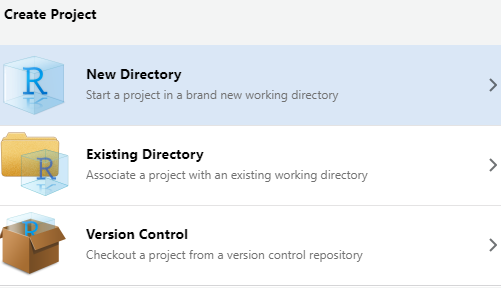 Create Project
R
New Directory
Start a project in a brand new working directory
R
Existing Directory
Associate a project with an existing working directory
R
Version Control
Checkout a project from a version control repository